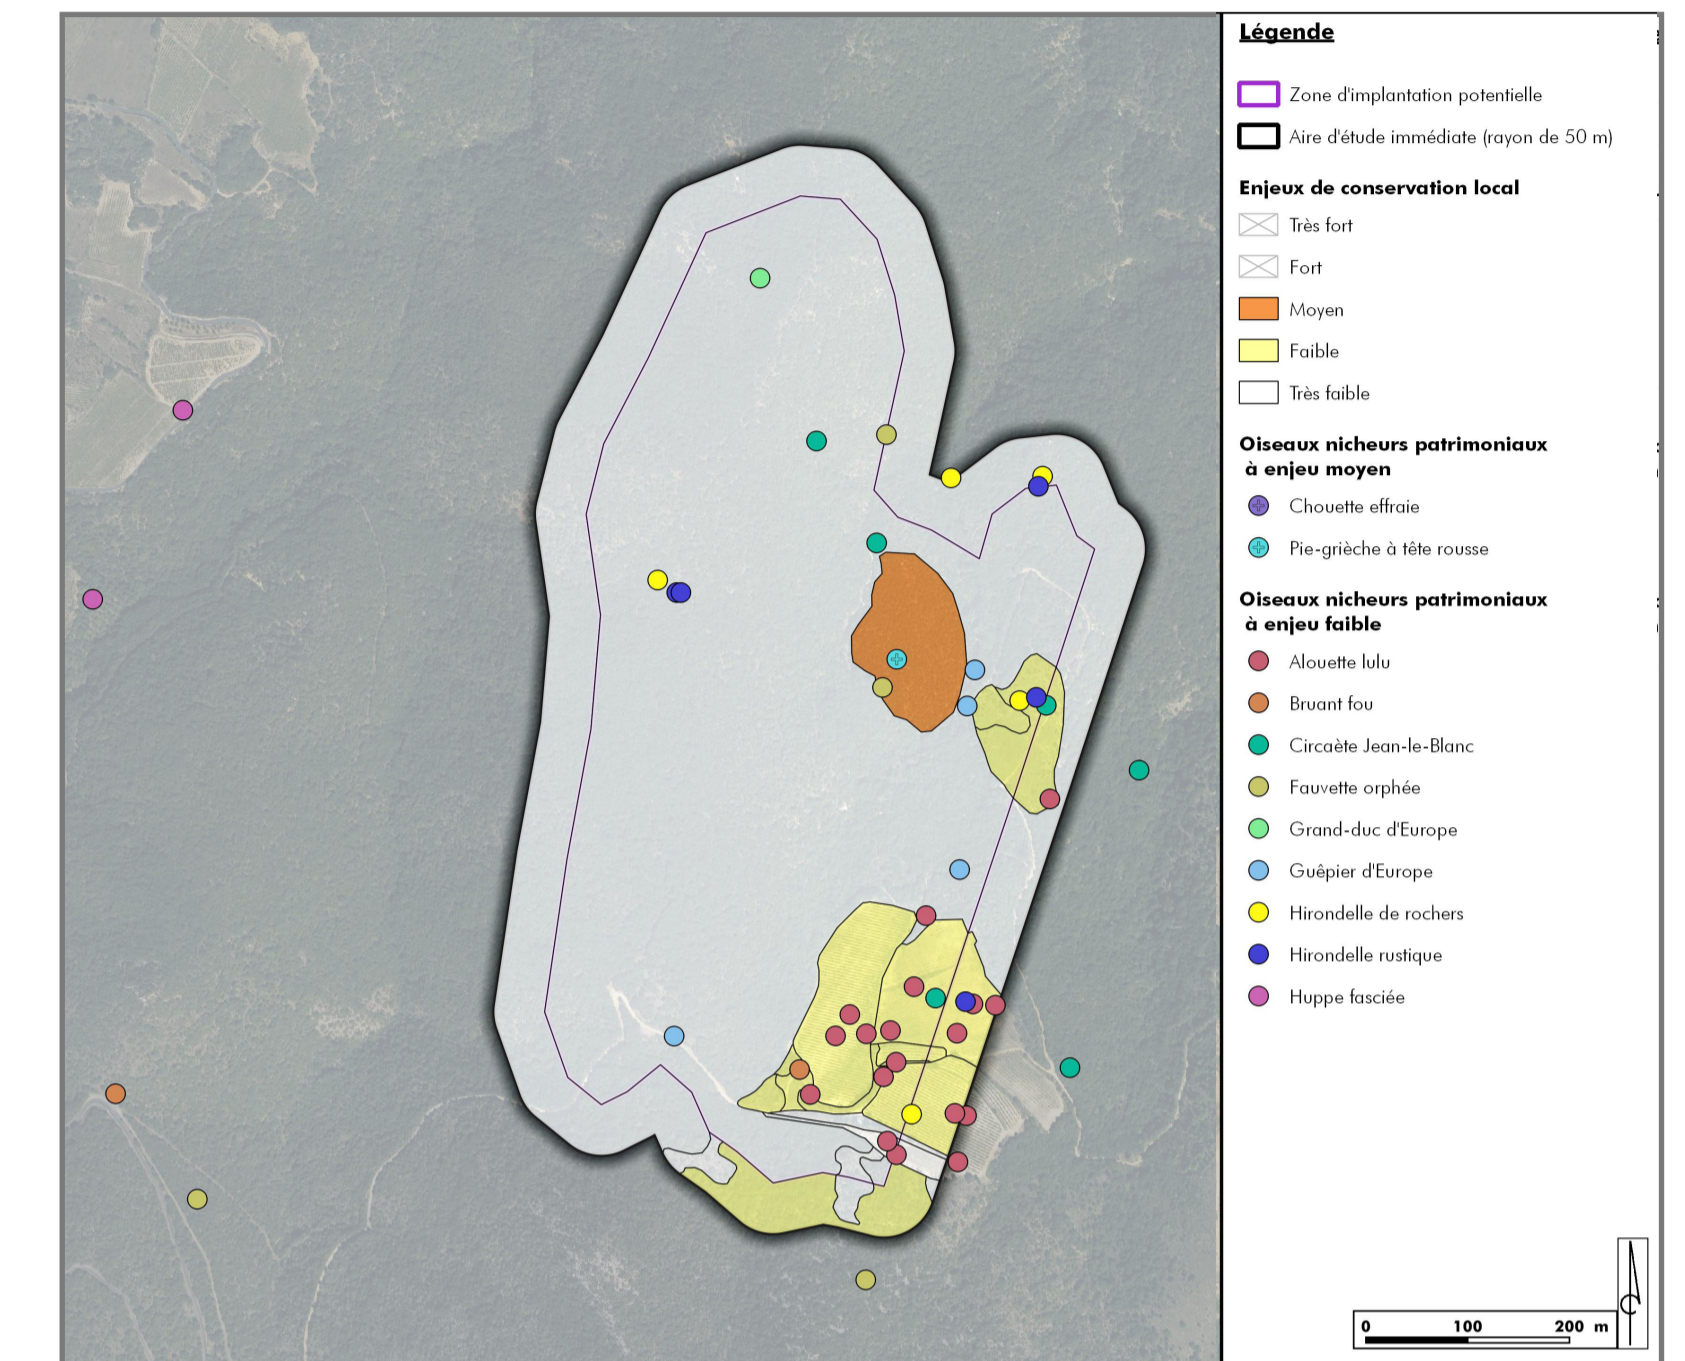 Légende
Zone d'implantation potentielle
Aire d'étude immédiate (rayon de 50 m)
Enjeux de conservation local
Très fort
Fort
Moyen
Faible
Très faible
Oiseaux nicheurs patrimoniaux
à enjeu moyen
Chouette effraie
Pie-grièche à tête rousse
Oiseaux nicheurs patrimoniaux
à enjeu faible
Alouette lulu
Bruant fou
Circaète Jean-le-Blanc
Fauvette orphée
Grand-duc d'Europe
Guêpier d'Europe
Hirondelle de rochers
Hirondelle rustique
Huppe fasciée
0 100 200 m